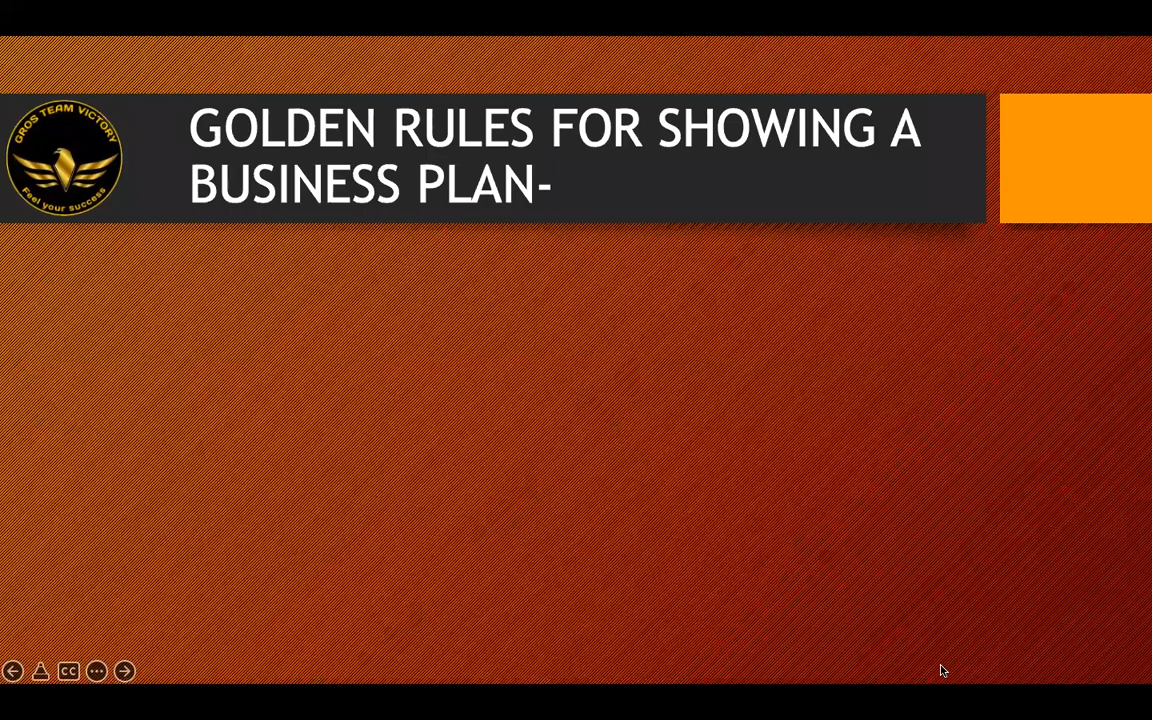 GROS TEAM VICTORY
Feel your success
GOLDEN RULES FOR SHOWING A
BUSINESS PLAN-
CC